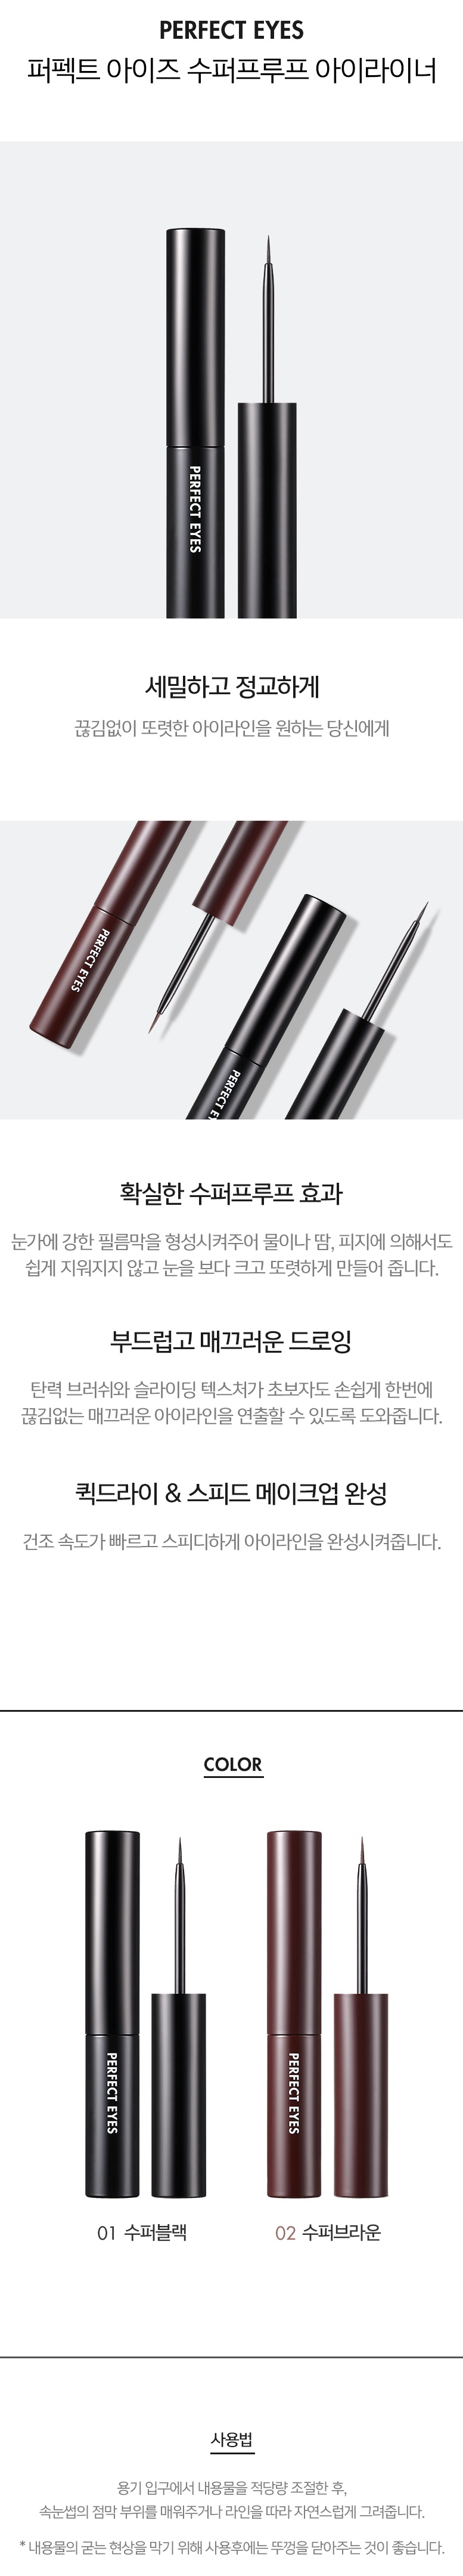 PERFECT EYES
퍼펙트 아이즈 수퍼프루프 아이라이너
PERFECT EYES
세밀하고 정교하게
끊김없이 또렷한 아이라인을 원하는 당신에게
PERFECT EYES
PERFECT EY
확실한 수퍼프루프 효과
눈가에 강한 필름막을 형성시켜주어 물이나 땀, 피지에 의해서도
쉽게 지워지지 않고 눈을 보다 크고 또렷하게 만들어 줍니다.
부드럽고 매끄러운 드로잉
탄력 브러쉬와 슬라이딩 텍스처가 초보자도 손쉽게 한번에
끊김없는 매끄러운 아이라인을 연출할 수 있도록 도와줍니다.
퀵드라이 & 스피드 메이크업 완성
건조 속도가 빠르고 스피디하게 아이라인을 완성시켜줍니다.
COLOR
PERFECT EYES
PERFECT EYES
01 수퍼블랙
02 수퍼브라운
사용법
용기 입구에서 내용물을 적당량 조절한 후,
속눈썹의 점막 부위를 매워주거나 라인을 따라 자연스럽게 그려줍니다.
* 내용물의 굳는 현상을 막기 위해 사용후에는 뚜껑을 닫아주는 것이 좋습니다.